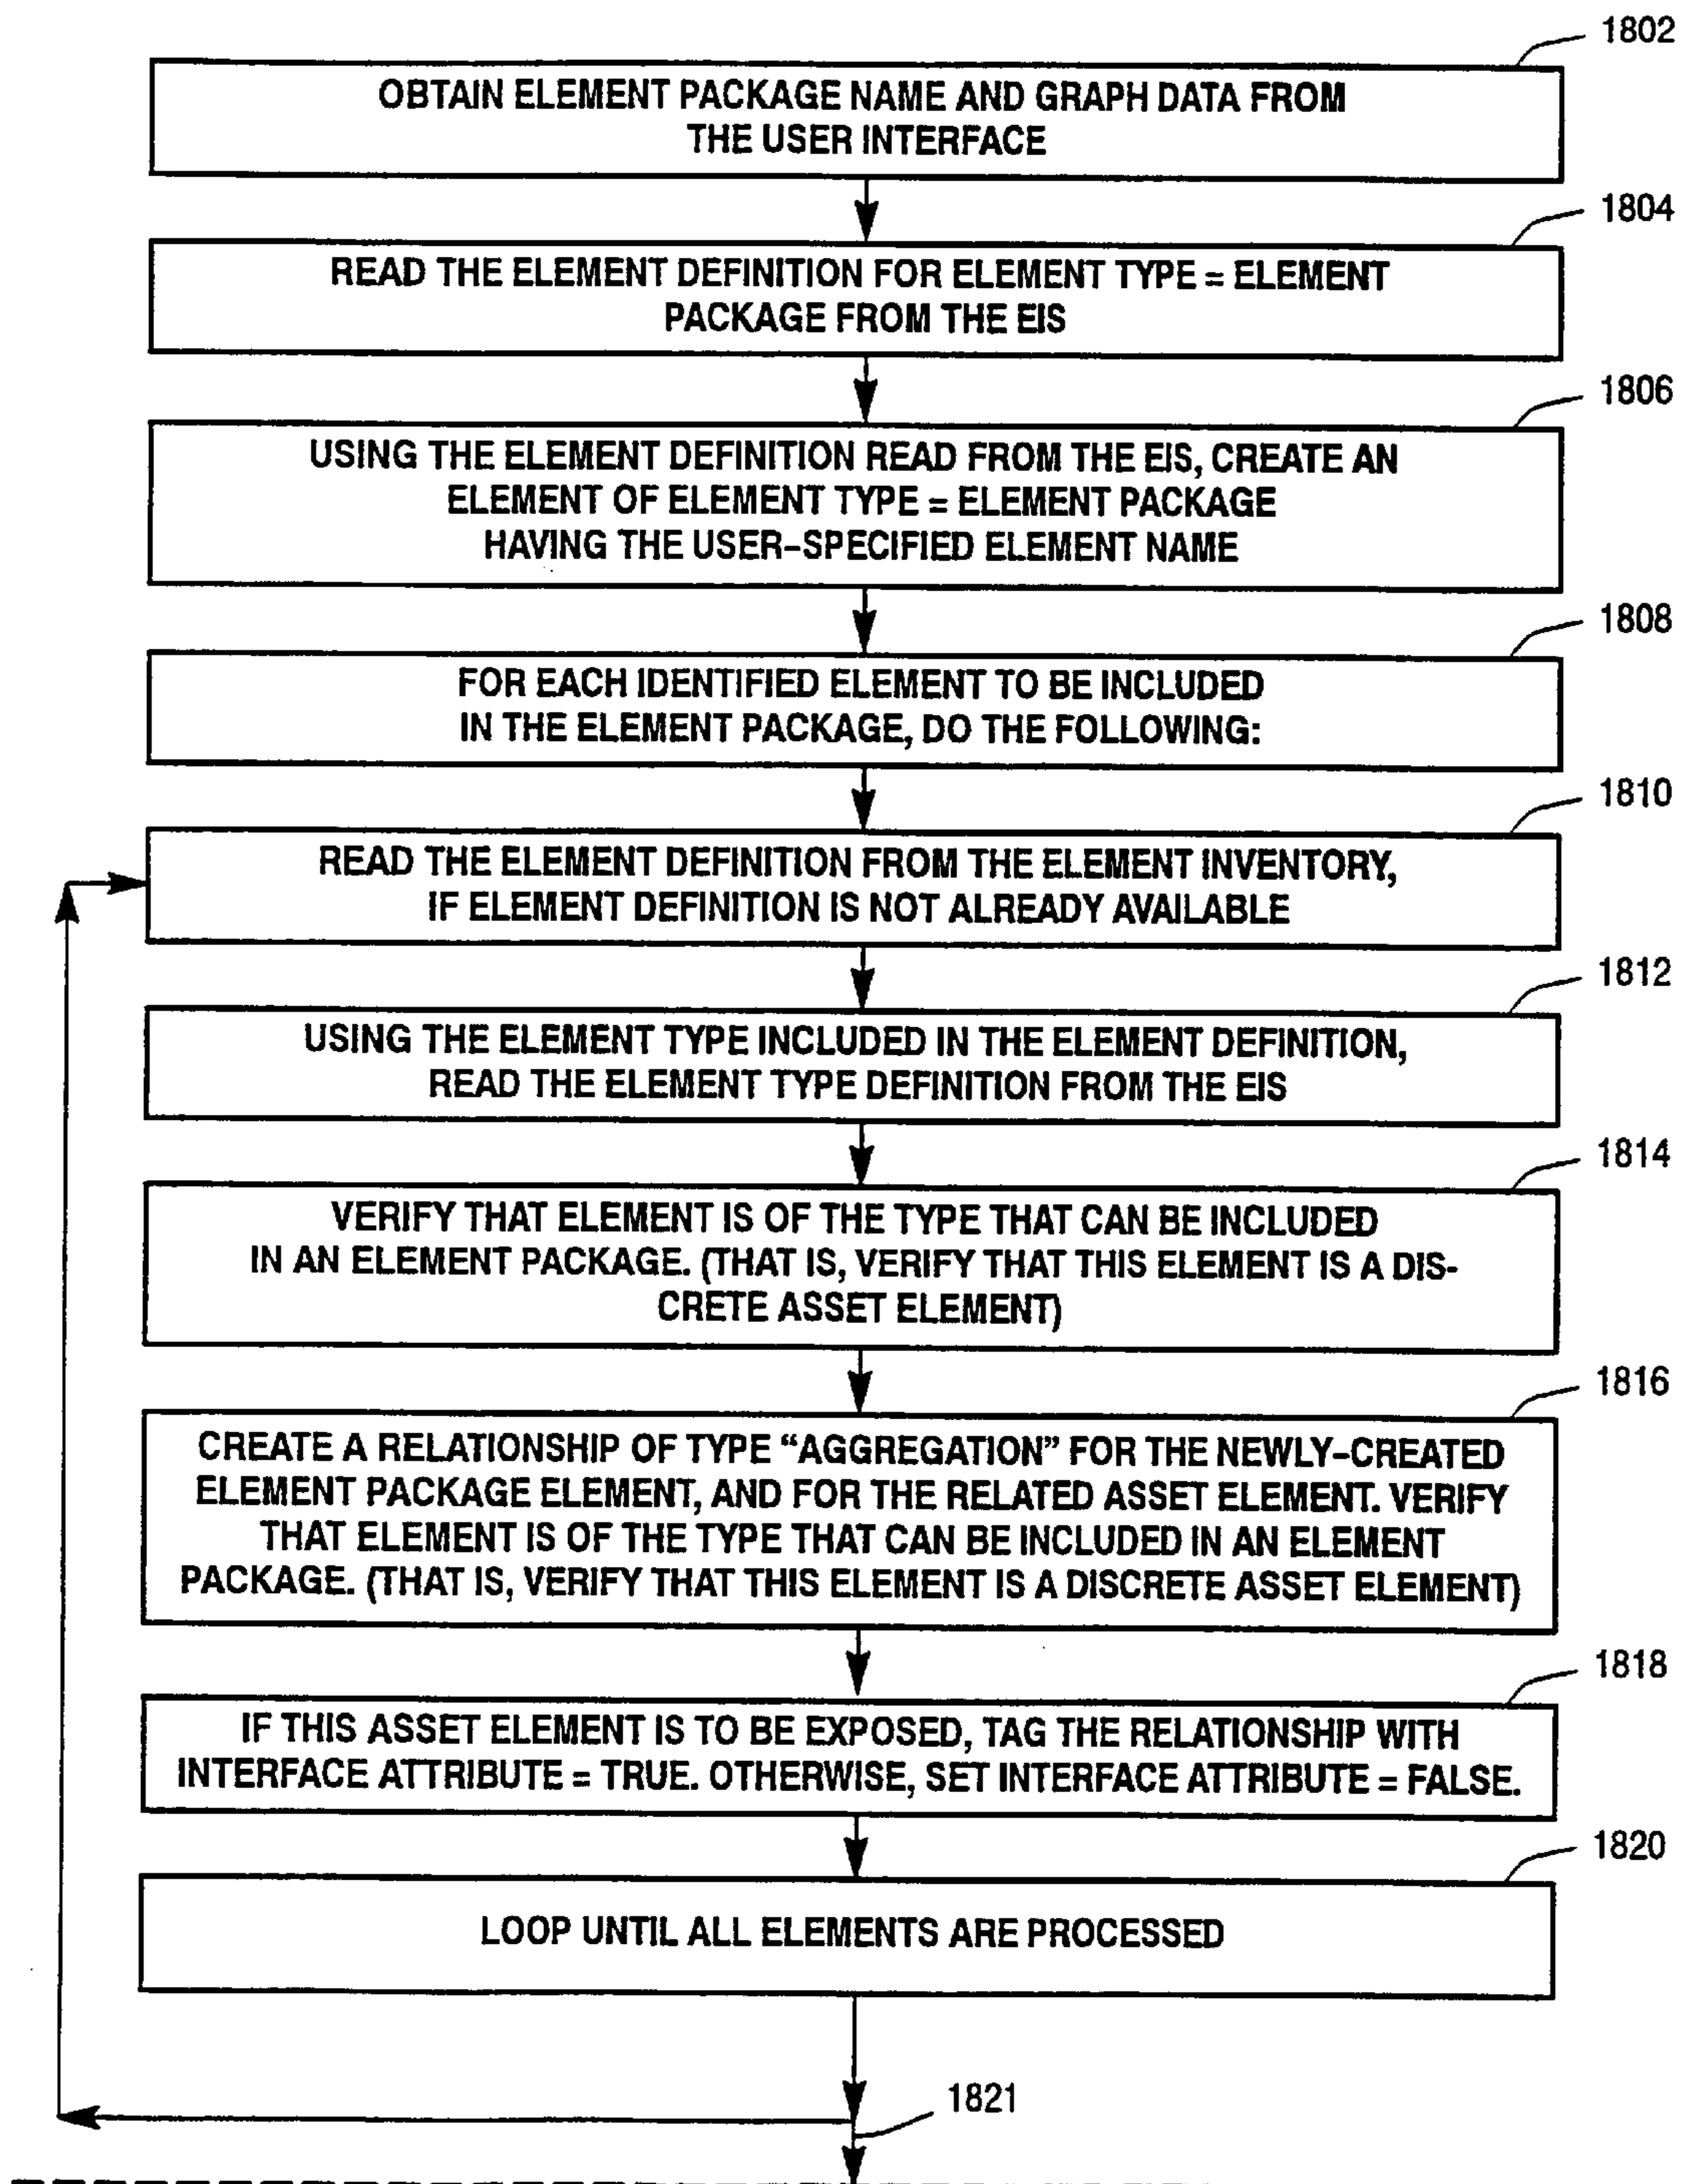 1802
OBTAIN ELEMENT PACKAGE NAME AND GRAPH DATA FROM
THE USER INTERFACE
1804
READ THE ELEMENT DEFINITION FOR ELEMENT TYPE = ELEMENT
PACKAGE FROM THE EIS
1806
USING THE ELEMENT DEFINITION READ FROM THE EIS, CREATE AN
ELEMENT OF ELEMENT TYPE = ELEMENT PACKAGE
HAVING THE USER-SPECIFIED ELEMENT NAME
1808
FOR EACH IDENTIFIED ELEMENT TO BE INCLUDED
IN THE ELEMENT PACKAGE, DO THE FOLLOWING:
1810
READ THE ELEMENT DEFINITION FROM THE ELEMENT INVENTORY,
IF ELEMENT DEFINITION IS NOT ALREADY AVAILABLE
1812
USING THE ELEMENT TYPE INCLUDED IN THE ELEMENT DEFINITION,
READ THE ELEMENT TYPE DEFINITION FROM THE EIS
1814
VERIFY THAT ELEMENT IS OF THE TYPE THAT CAN BE INCLUDED
IN AN ELEMENT PACKAGE. (THAT IS, VERIFY THAT THIS ELEMENT IS A DIS-
CRETE ASSET ELEMENT)
1816
CREATE A RELATIONSHIP OF TYPE “AGGREGATION” FOR THE NEWLY-CREATED
ELEMENT PACKAGE ELEMENT, AND FOR THE RELATED ASSET ELEMENT. VERIFY
THAT ELEMENT IS OF THE TYPE THAT CAN BE INCLUDED IN AN ELEMENT
PACKAGE. (THAT IS, VERIFY THAT THIS ELEMENT IS A DISCRETE ASSET ELEMENT)
1818
IF THIS ASSET ELEMENT IS TO BE EXPOSED, TAG THE RELATIONSHIP WITH
INTERFACE ATTRIBUTE = TRUE. OTHERWISE, SET INTERFACE ATTRIBUTE = FALSE.
1820
LOOP UNTIL ALL ELEMENTS ARE PROCESSED
1821